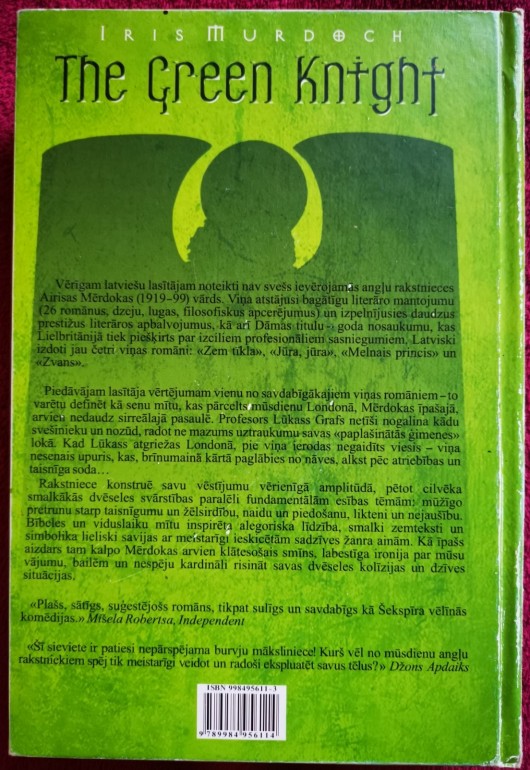 IRIS MURDOCH
The Green Knight
Vērīgam latviešu lasītājam noteikti nav svešs ievērojamās angļu rakstnieces
Airisas Mērdokas (1919–99) vārds. Viņa atstājusi bagātīgu literāro mantojumu
(26 romānus, dzeju, lugas, filosofiskus apcerējumus) un izpelnījusies daudzus
prestižus literāros apbalvojumus, kā arī Dāmas titulu – goda nosaukumu, kas
Lielbritānijā tiek piešķirts par izciliem profesionāliem sasniegumiem. Latviski
izdoti jau četri viņas romāni: «Zem tīkla», «Jūra, jūra», «Melnais princis» un
«Zvans».
Piedāvājam lasītāja vērtējumam vienu no savdabīgākajiem viņas romāniem – to
varētu definēt kā senu mītu, kas pārcelts mūsdienu Londonā, Mērdokas īpašajā,
arvien nedaudz sirreālajā pasaulē. Profesors Lūkass Grafs netīši nogalina kādu
svešinieku un nozūd, radot ne mazums uztraukumu savas «paplašinātās ģimenes»
lokā. Kad Lūkass atgriežas Londonā, pie viņa ierodas negaidīts viesis – viņa
nesenais upuris, kas, brīnumainā kārtā paglābies no nāves, alkst pēc atriebības un
taisnīga soda…
Rakstniece konstruē savu vēstījumu vērienīgā amplitūdā, pētot cilvēka
smalkākās dvēseles svārstības paralēli fundamentālām esības tēmām: mūžīgo
pretrunu starp taisnīgumu un žēlsirdību, naidu un piedošanu, likteni un nejaušību.
Bībeles un viduslaiku mītu inspirēta alegoriska līdzība, smalki zemteksti un
simbolika lieliski savijas ar meistarīgi ieskicētām sadzīves žanra ainām. Kā īpašs
aizdars tam kalpo Mērdokas arvien klātesošais smīns, labestīga ironija par mūsu
vājumu, bailēm un nespēju kardināli risināt savas dvēseles kolīzijas un dzīves
situācijas.
«Plašs, sātīgs, suģestējošs romāns, tikpat sulīgs un savdabīgs kā Šekspīra vēlīnās
komēdijas.» Mišela Robertsa, Independent
«Šī sieviete ir patiesi nepārspējama burvju māksliniece! Kurš vēl no mūsdienu angļu
rakstniekiem spēj tik meistarīgi veidot un radoši ekspluatēt savus tēlus?» Džons Apdaiks
ISBN 998495611-3
9 789984 956114